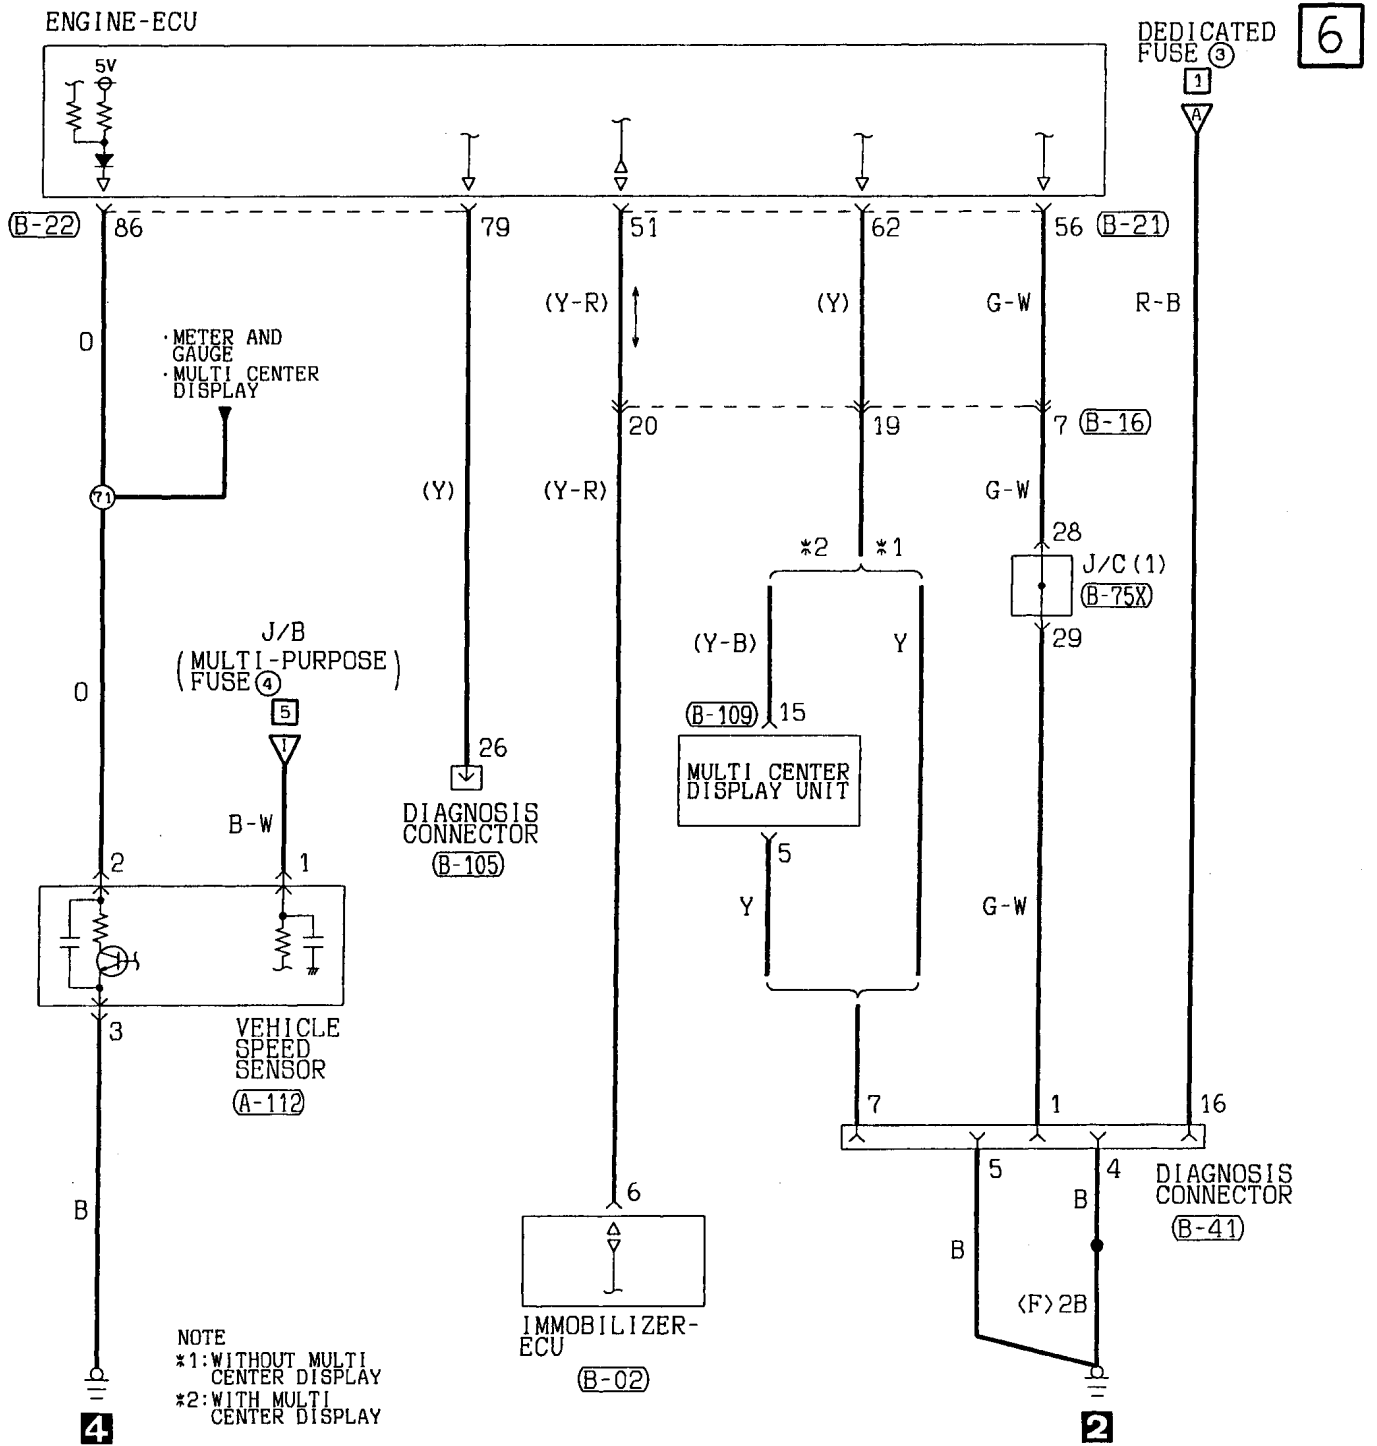 ENGINE-ECU
DEDICATED
FUSE ③
6
1
A
5V
B-22
86
79
51
62
56
B-21
(Y-R)
(Y)
G-W
R-B
O
·METER AND
GAUGE
·MULTI CENTER
DISPLAY
20
19
7
B-16
71
(Y)
(Y-R)
G-W
*2
*1
28
J/C(1)
B-75X
29
J/B
(MULTI-PURPOSE
FUSE④)
5
I
O
(Y-B)
Y
B-109
15
26
MULTI CENTER
DISPLAY UNIT
DIAGNOSIS
CONNECTOR
B-105
B-W
2
1
5
Y
G-W
3
VEHICLE
SPEED
SENSOR
A-112
7
1
16
5
4
DIAGNOSIS
CONNECTOR
B-41
B
6
B
B
<F>2B
IMMOBILIZER-
ECU
B-02
NOTE
*1:WITHOUT MULTI
CENTER DISPLAY
*2:WITH MULTI
CENTER DISPLAY
4
2